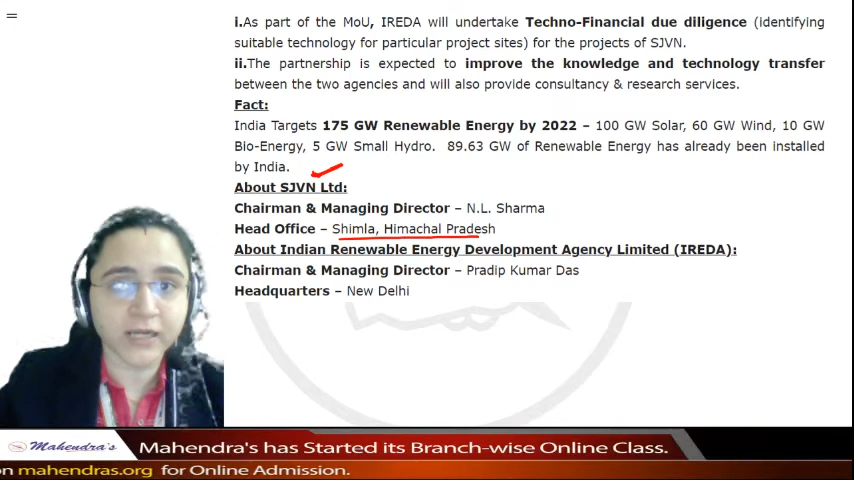 i.As part of the MoU, IREDA will undertake Techno-Financial due diligence (identifying
suitable technology for particular project sites) for the projects of SJVN.
ii.The partnership is expected to improve the knowledge and technology transfer
between the two agencies and will also provide consultancy & research services.
Fact:
India Targets 175 GW Renewable Energy by 2022 – 100 GW Solar, 60 GW Wind, 10 GW
Bio-Energy, 5 GW Small Hydro. 89.63 GW of Renewable Energy has already been installed
by India.
About SJVN Ltd:
Chairman & Managing Director – N.L. Sharma
Head Office – Shimla, Himachal Pradesh
About Indian Renewable Energy Development Agency Limited (IREDA):
Chairman & Managing Director – Pradip Kumar Das
Headquarters – New Delhi
Mahendra's
Mahendra's has Started its Branch-wise Online Class.
on mahendras.org for Online Admission.